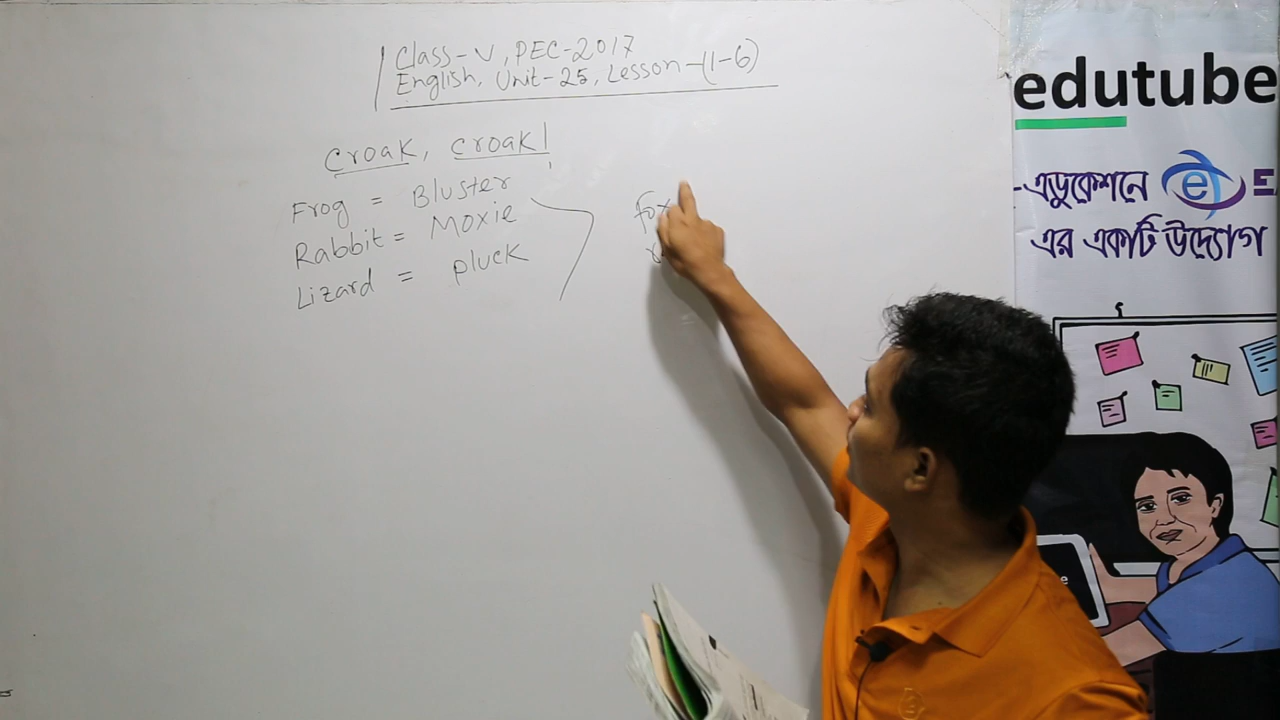 Class-V, PEC-2017
English, Unit-25, Lesson-(1-6)
croak, croak!
Frog = Bluster
Rabbit = Moxie
Lizard = pluck
fox
edutube
এডুকেশনে
এর একটি উদ্যোগ